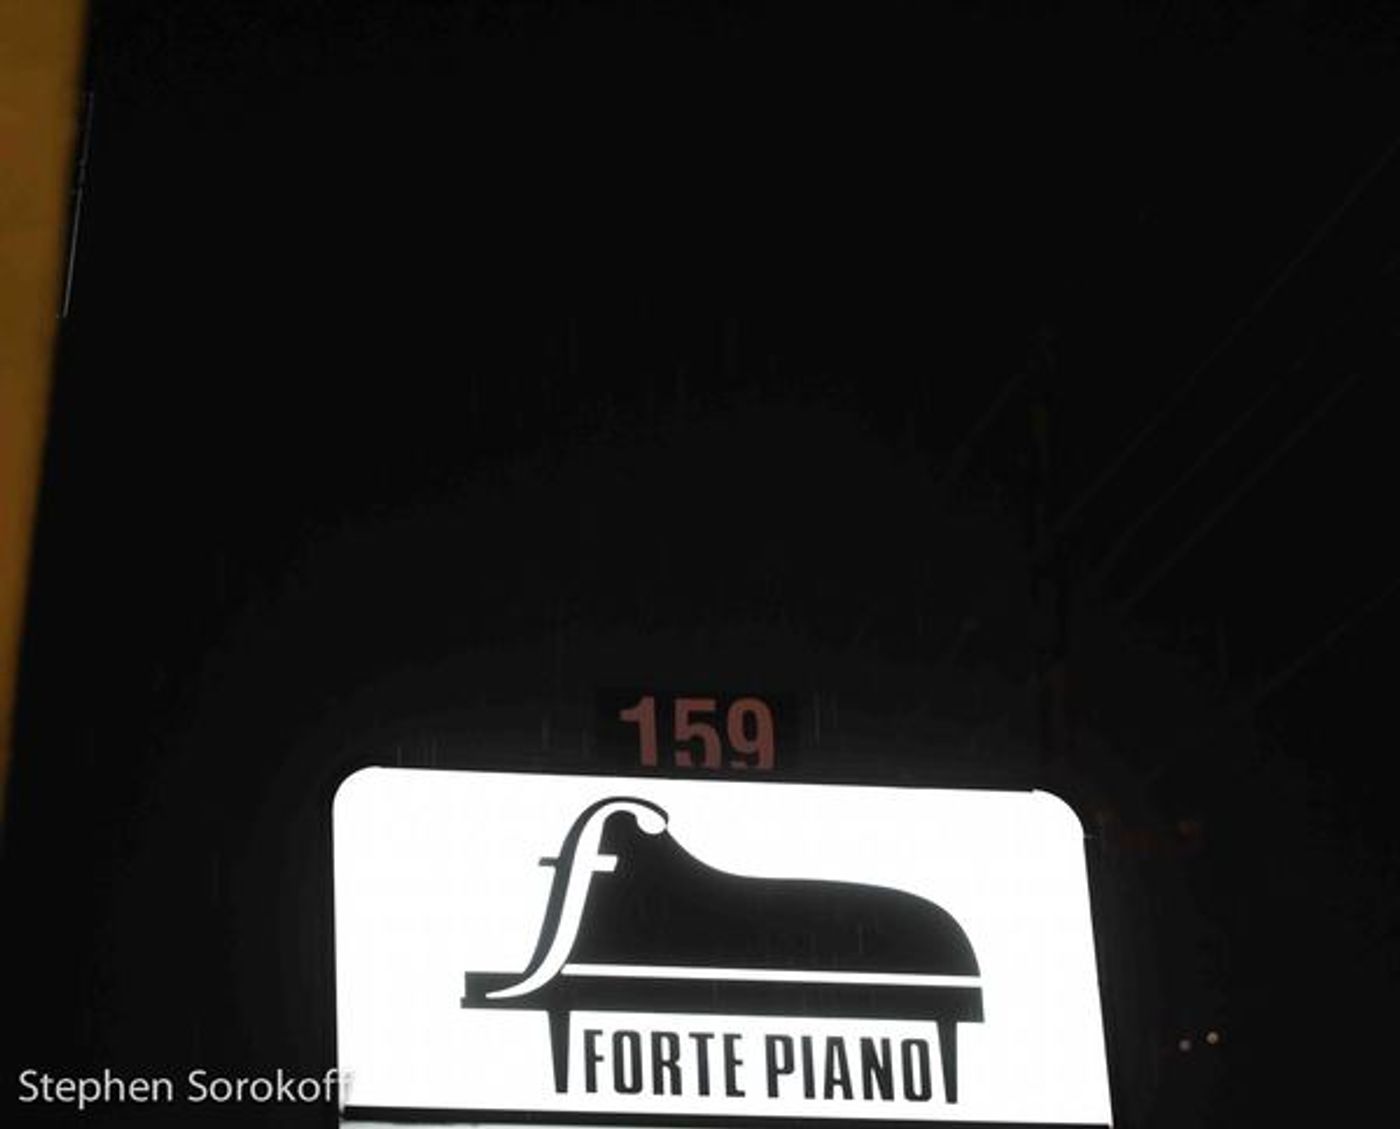 159
f
FORTE PIANO
Stephen Sorokoff